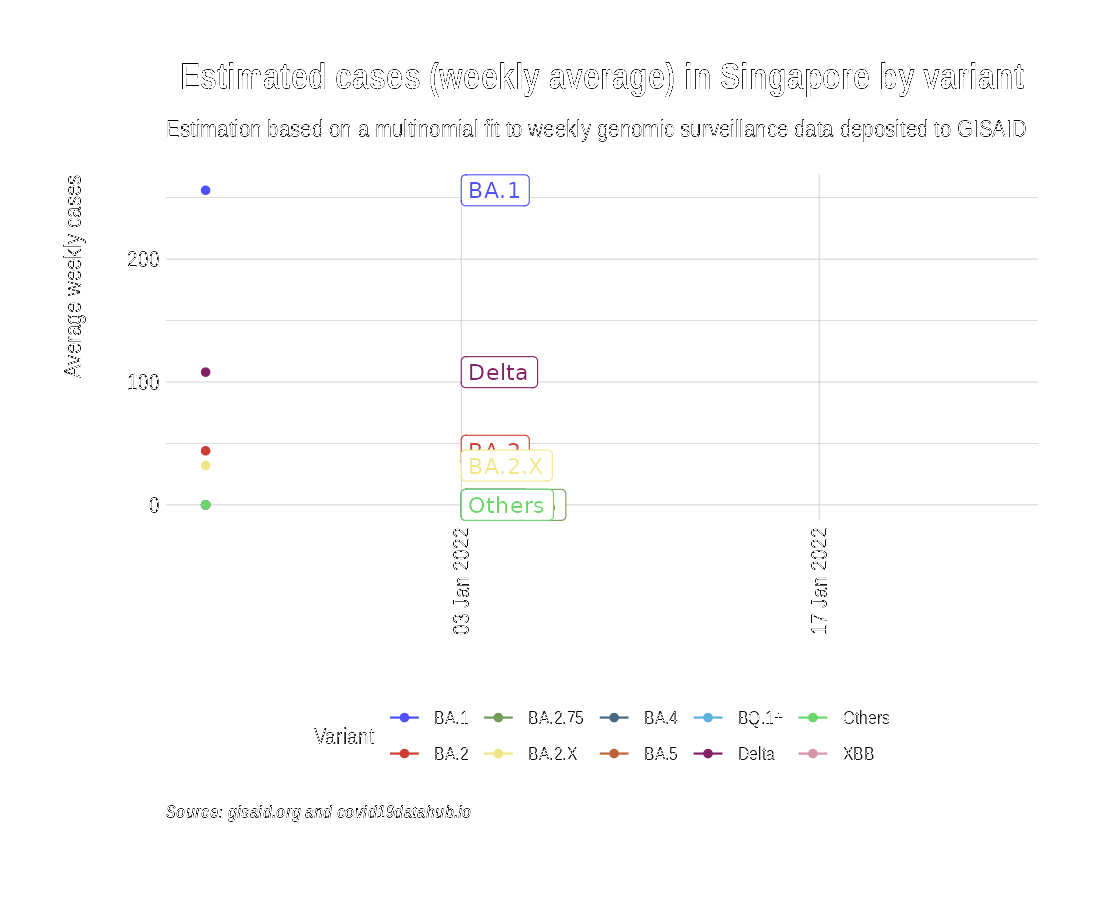 Estimated cases (weekly average) in Singapore by variant
Estimation based on a multinomial fit to weekly genomic surveillance data deposited to GISAID
Average weekly cases
200
100
0
BA.1
Delta
BA.2
BA.2.X
Others
03 Jan 2022
17 Jan 2022
Variant
BA.1
BA.2.75
BA.4
BQ.1+
Others
BA.2
BA.2.X
BA.5
Delta
XBB
Source: gisaid.org and covid19datahub.io